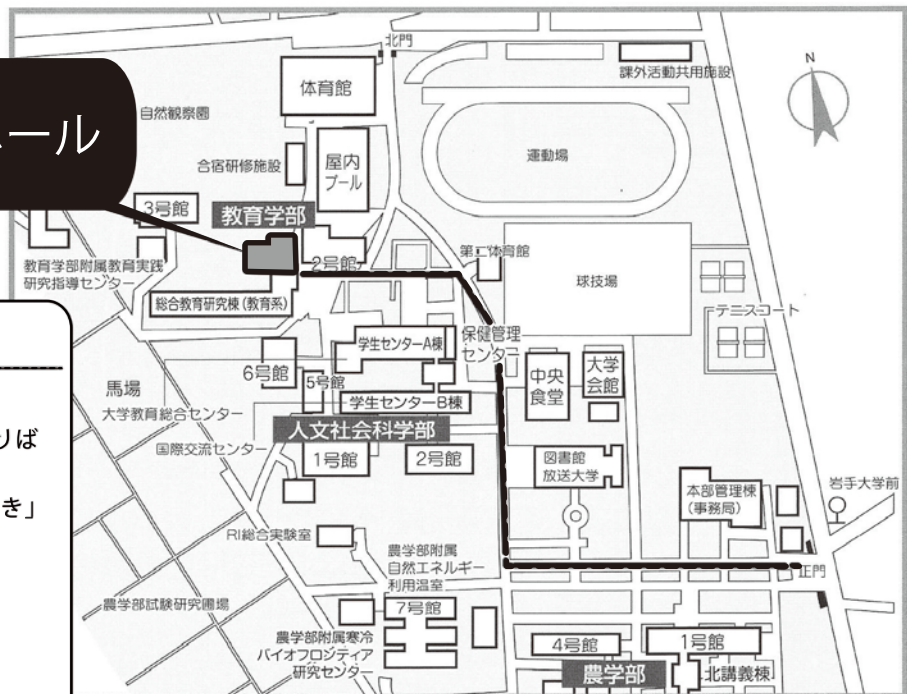 北門
課外活動共用施設
N
体育館
自然観察園
ール
運動場
合宿研修施設
屋内
プール
3号館
教育学部
2号館
第二体育館
教育学部附属教育実践
研究指導センター
球技場
総合教育研究棟(教育系)
テニスコート
学生センターA棟
保健管理
センター
6号館
中央
食堂
大学
会館
5号館
馬場
大学教育総合センター
学生センターB棟
りば
人文社会科学部
国際交流センター
1号館
2号館
図書館
放送大学
き」
本部管理棟
(事務局)
岩手大学前
RI総合実験室
農学部附属
自然エネルギー
利用温室
正門
農学部試験研究圃場
7号館
農学部附属寒冷
バイオフロンティア
研究センター
4号館
1号館
農学部
北講義棟